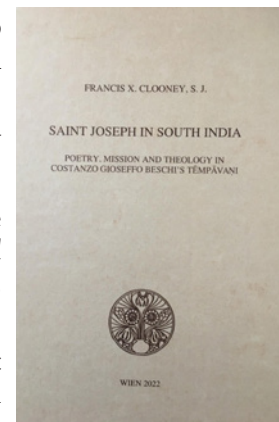 FRANCIS X. CLOONEY, S. J.
SAINT JOSEPH IN SOUTH INDIA
POETRY, MISSION AND THEOLOGY IN
COSTANZO GIOSEFFO BESCHI'S TĒMPĀVAṆI
WIEN 2022